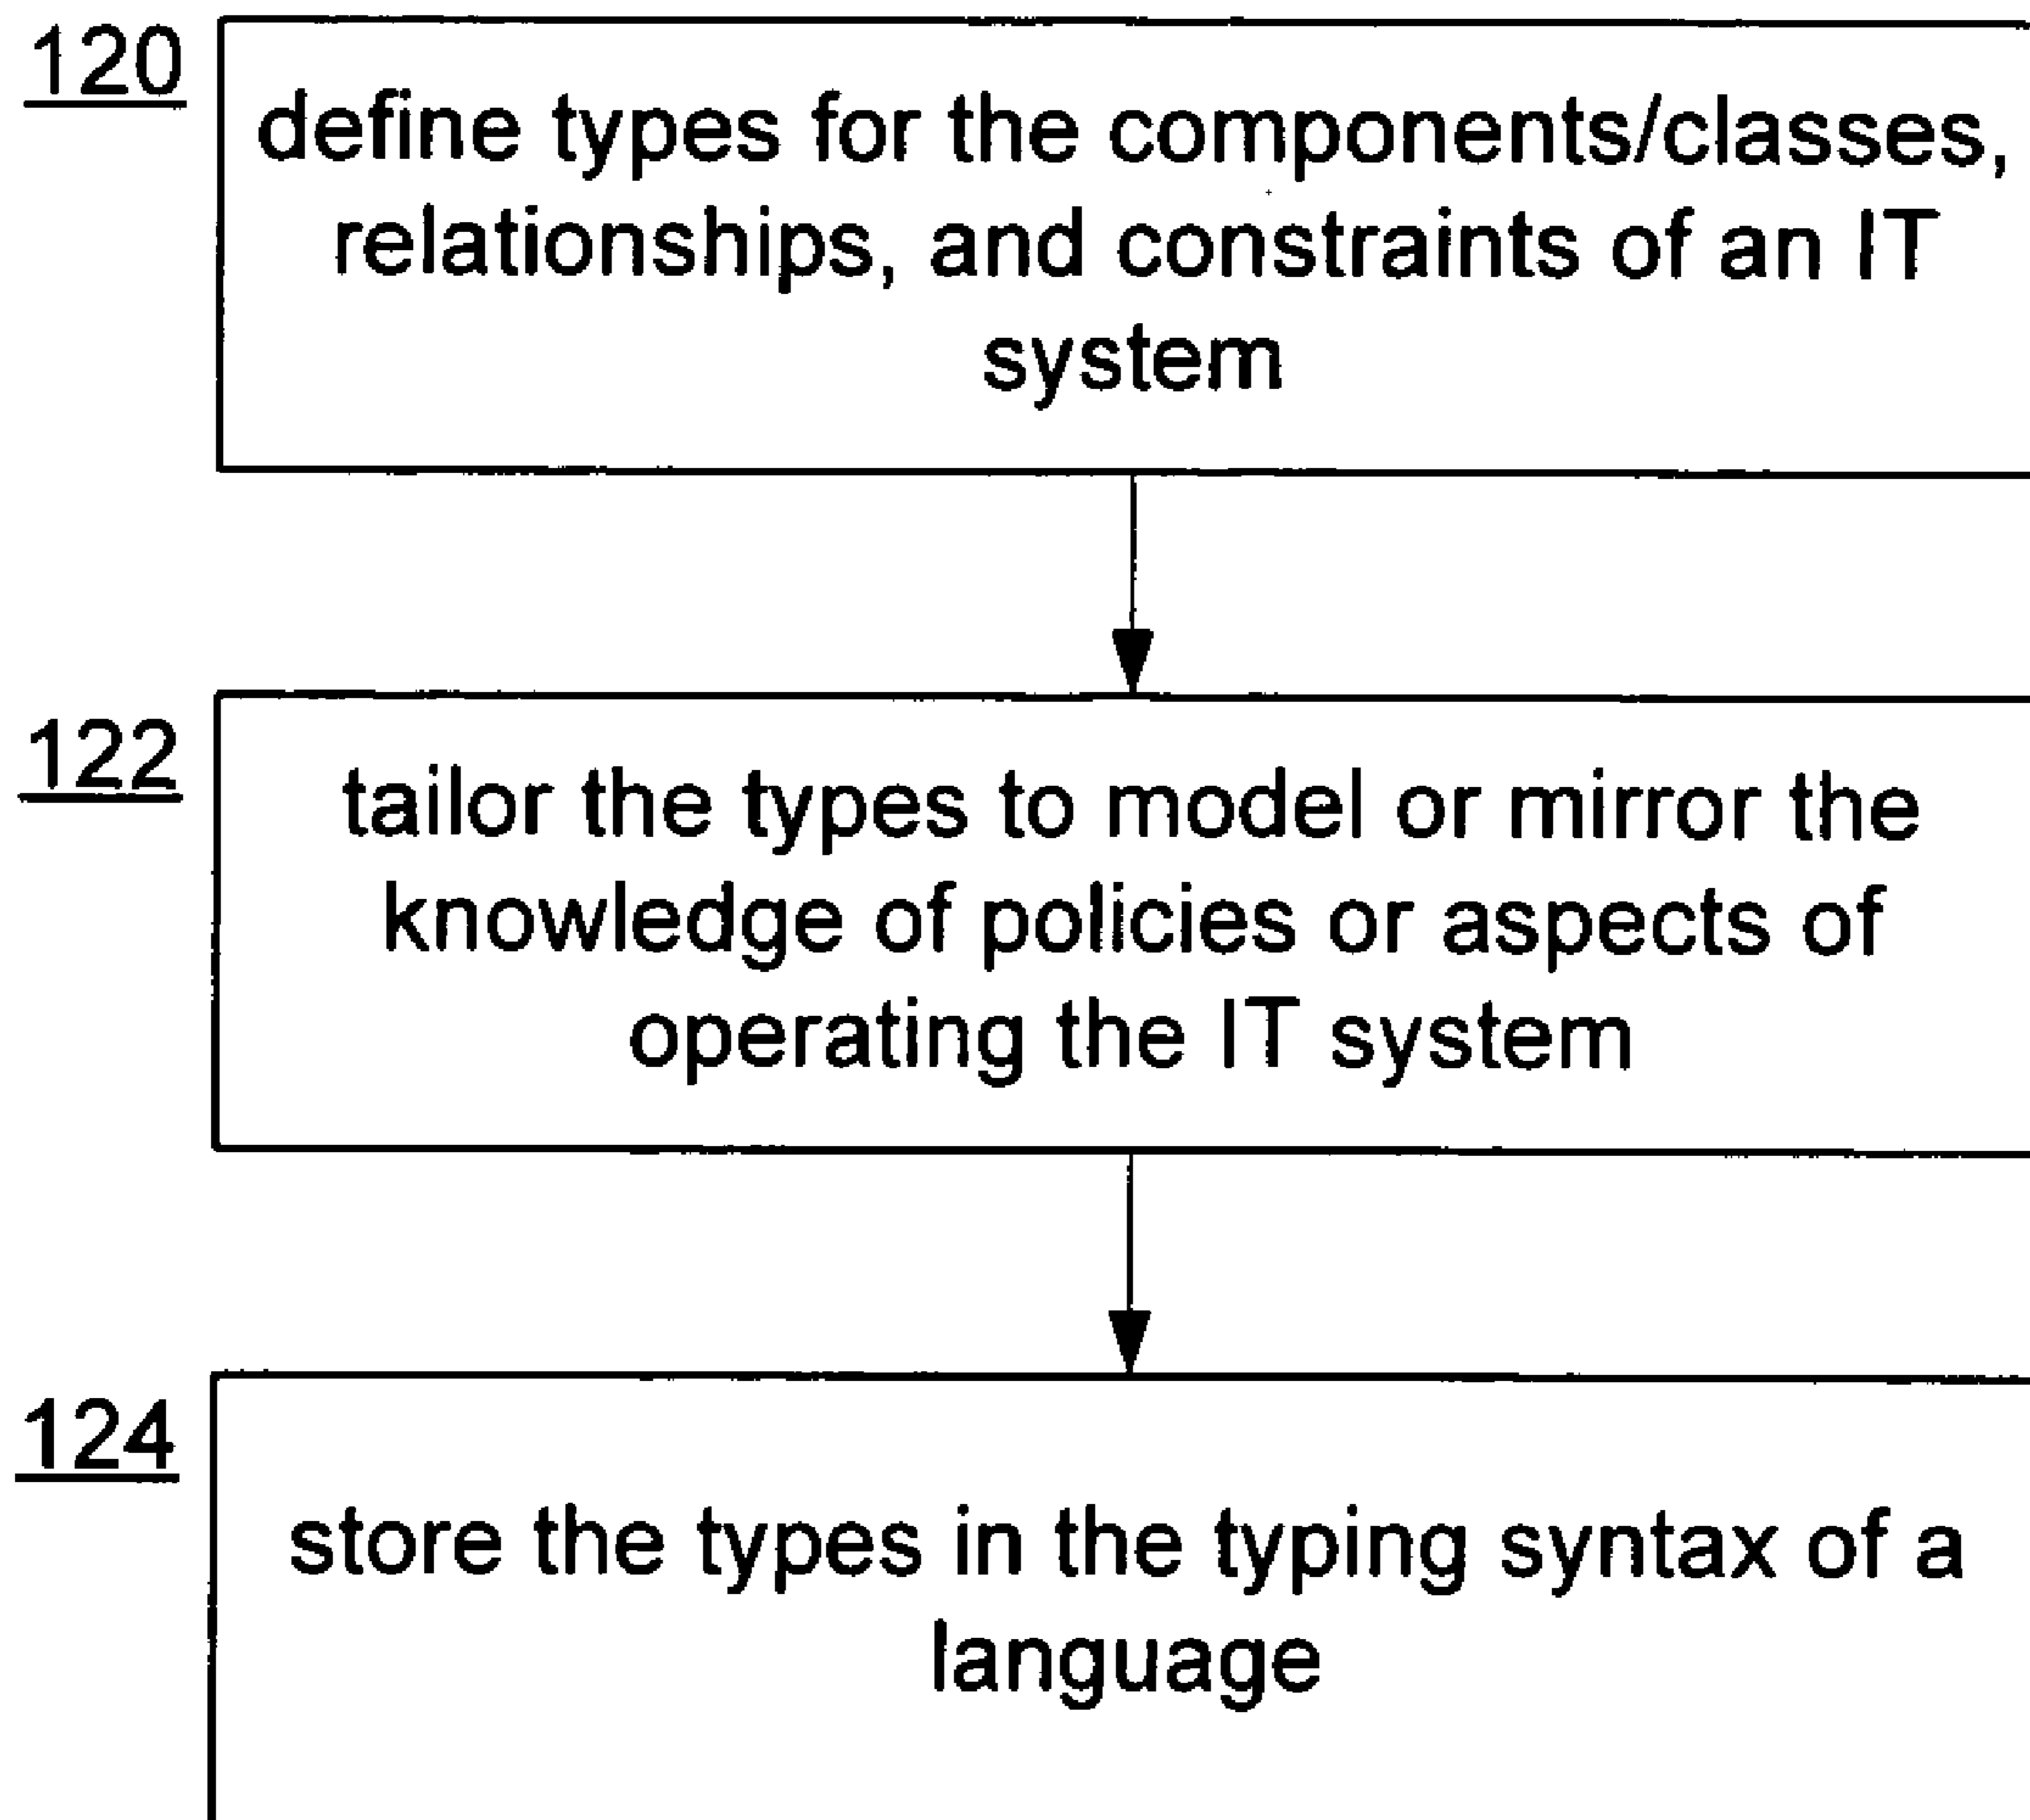 120
define types for the components/classes,
relationships, and constraints of an IT
system
122
tailor the types to model or mirror the
knowledge of policies or aspects of
operating the IT system
124
store the types in the typing syntax of a
language